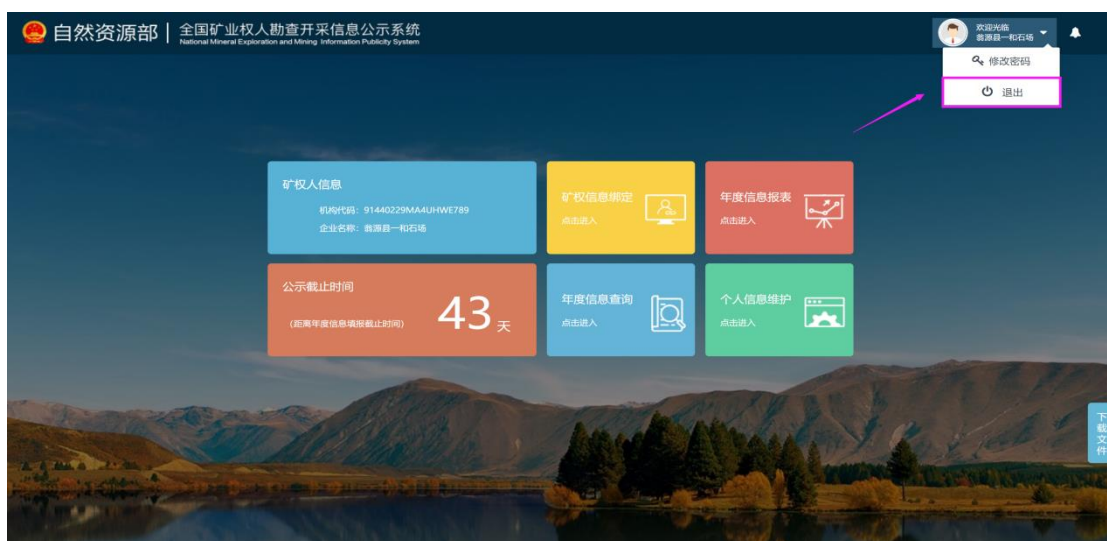 自然资源部
全国矿业权人勘查开采信息公示系统
National Mineral Exploration and Mining Information Publicity System
欢迎光临
翁源县一和石场
修改密码
退出
矿权人信息
机构代码：91440229MA4UHWE789
企业名称：翁源县一和石场
矿权信息绑定
点击进入
年度信息报表
点击进入
公示截止时间
（距离年度信息填报截止时间）
43 天
年度信息查询
点击进入
个人信息维护
点击进入
下载文件